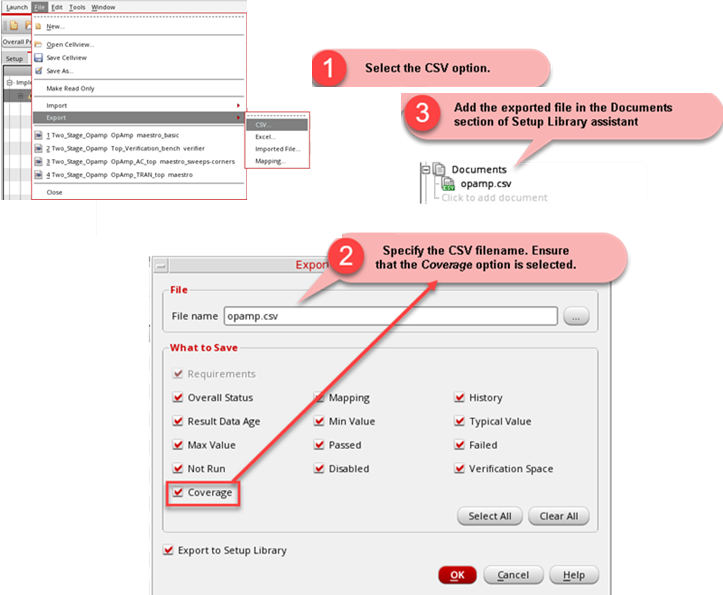 Launch File Edit Tools Window
New...
Overall Pa
Open Cellview...
Setup
Save Cellview
Save As...
Imple
Make Read Only
Import
Export
1 Two_Stage_Opamp OpAmp maestro_basic
2 Two_Stage_Opamp Top_Verification_bench verifier
3 Two_Stage_Opamp OpAmp_AC_top maestro_sweeps-corners
4 Two_Stage_Opamp OpAmp_TRAN_top maestro
Close
CSV...
Excel...
Imported File...
Mapping...
1 Select the CSV option.
3 Add the exported file in the Documents
section of Setup Library assistant
Documents
opamp.csv
Click to add document
2 Specify the CSV filename. Ensure
that the Coverage option is selected.
Expor
File
File name opamp.csv ...
What to Save
Requirements
Overall Status Mapping History
Result Data Age Min Value Typical Value
Max Value Passed Failed
Not Run Disabled Verification Space
Coverage
Select All Clear All
Export to Setup Library
OK Cancel Help